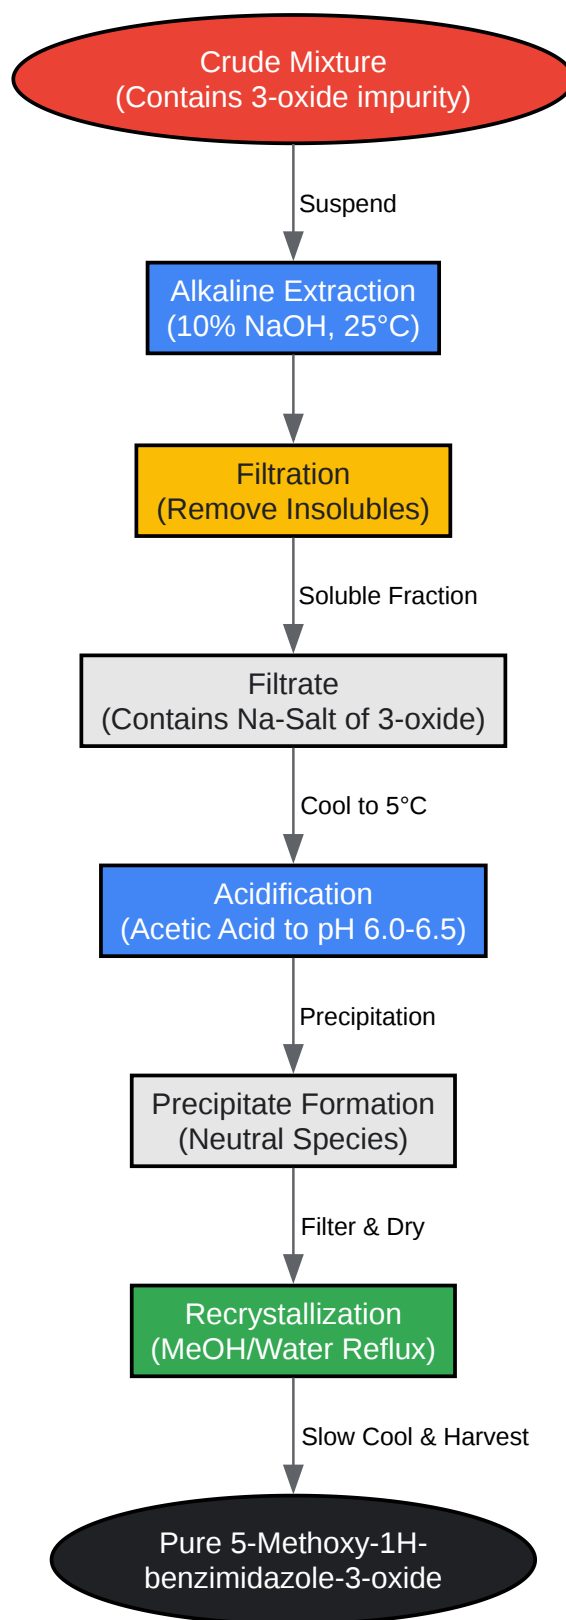 Crude Mixture
(Contains 3-oxide impurity)
Suspend
Alkaline Extraction
(10% NaOH, 25°C)
Filtration
(Remove Insolubles)
Soluble Fraction
Filtrate
(Contains Na-Salt of 3-oxide)
Cool to 5°C
Acidification
(Acetic Acid to pH 6.0-6.5)
Precipitation
Precipitate Formation
(Neutral Species)
Filter & Dry
Recrystallization
(MeOH/Water Reflux)
Slow Cool & Harvest
Pure 5-Methoxy-1H-
benzimidazole-3-oxide